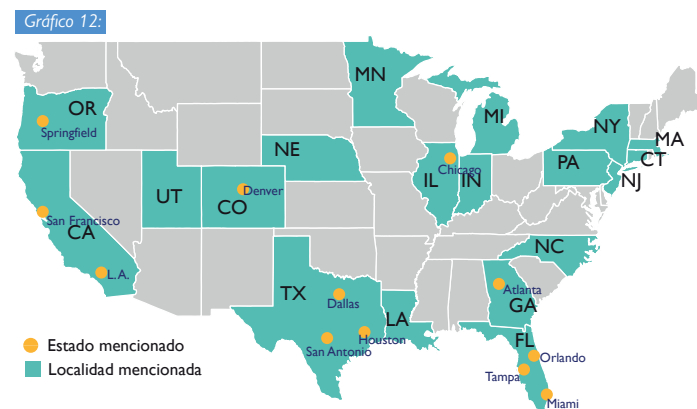 Gráfico 12:
MN
OR
Springfield
MI
NY
MA
NE
Chicago
PA
CT
UT
Denver
IL
IN
NJ
CO
San Francisco
CA
NC
L.A.
TX
Atlanta
Dallas
GA
LA
Houston
FL
Estado mencionado
San Antonio
Orlando
Localidad mencionada
Tampa
Miami